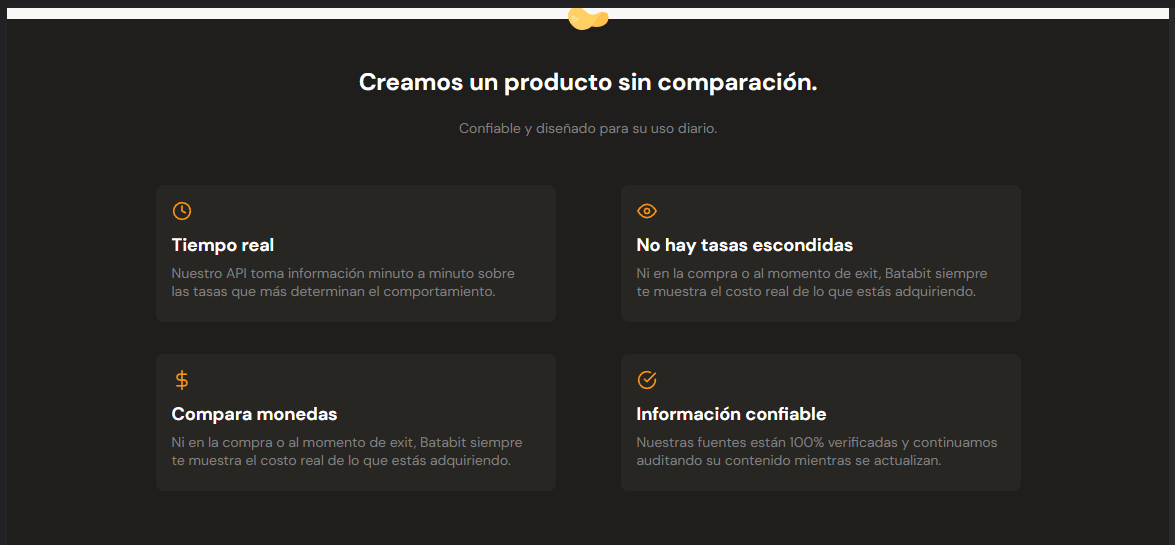 Creamos un producto sin comparación.
Confiable y diseñado para su uso diario.
Tiempo real
Nuestro API toma información minuto a minuto sobre
las tasas que más determinan el comportamiento.
No hay tasas escondidas
Ni en la compra o al momento de exit, Batabit siempre
te muestra el costo real de lo que estás adquiriendo.
Compara monedas
Ni en la compra o al momento de exit, Batabit siempre
te muestra el costo real de lo que estás adquiriendo.
Información confiable
Nuestras fuentes están 100% verificadas y continuamos
auditando su contenido mientras se actualizan.